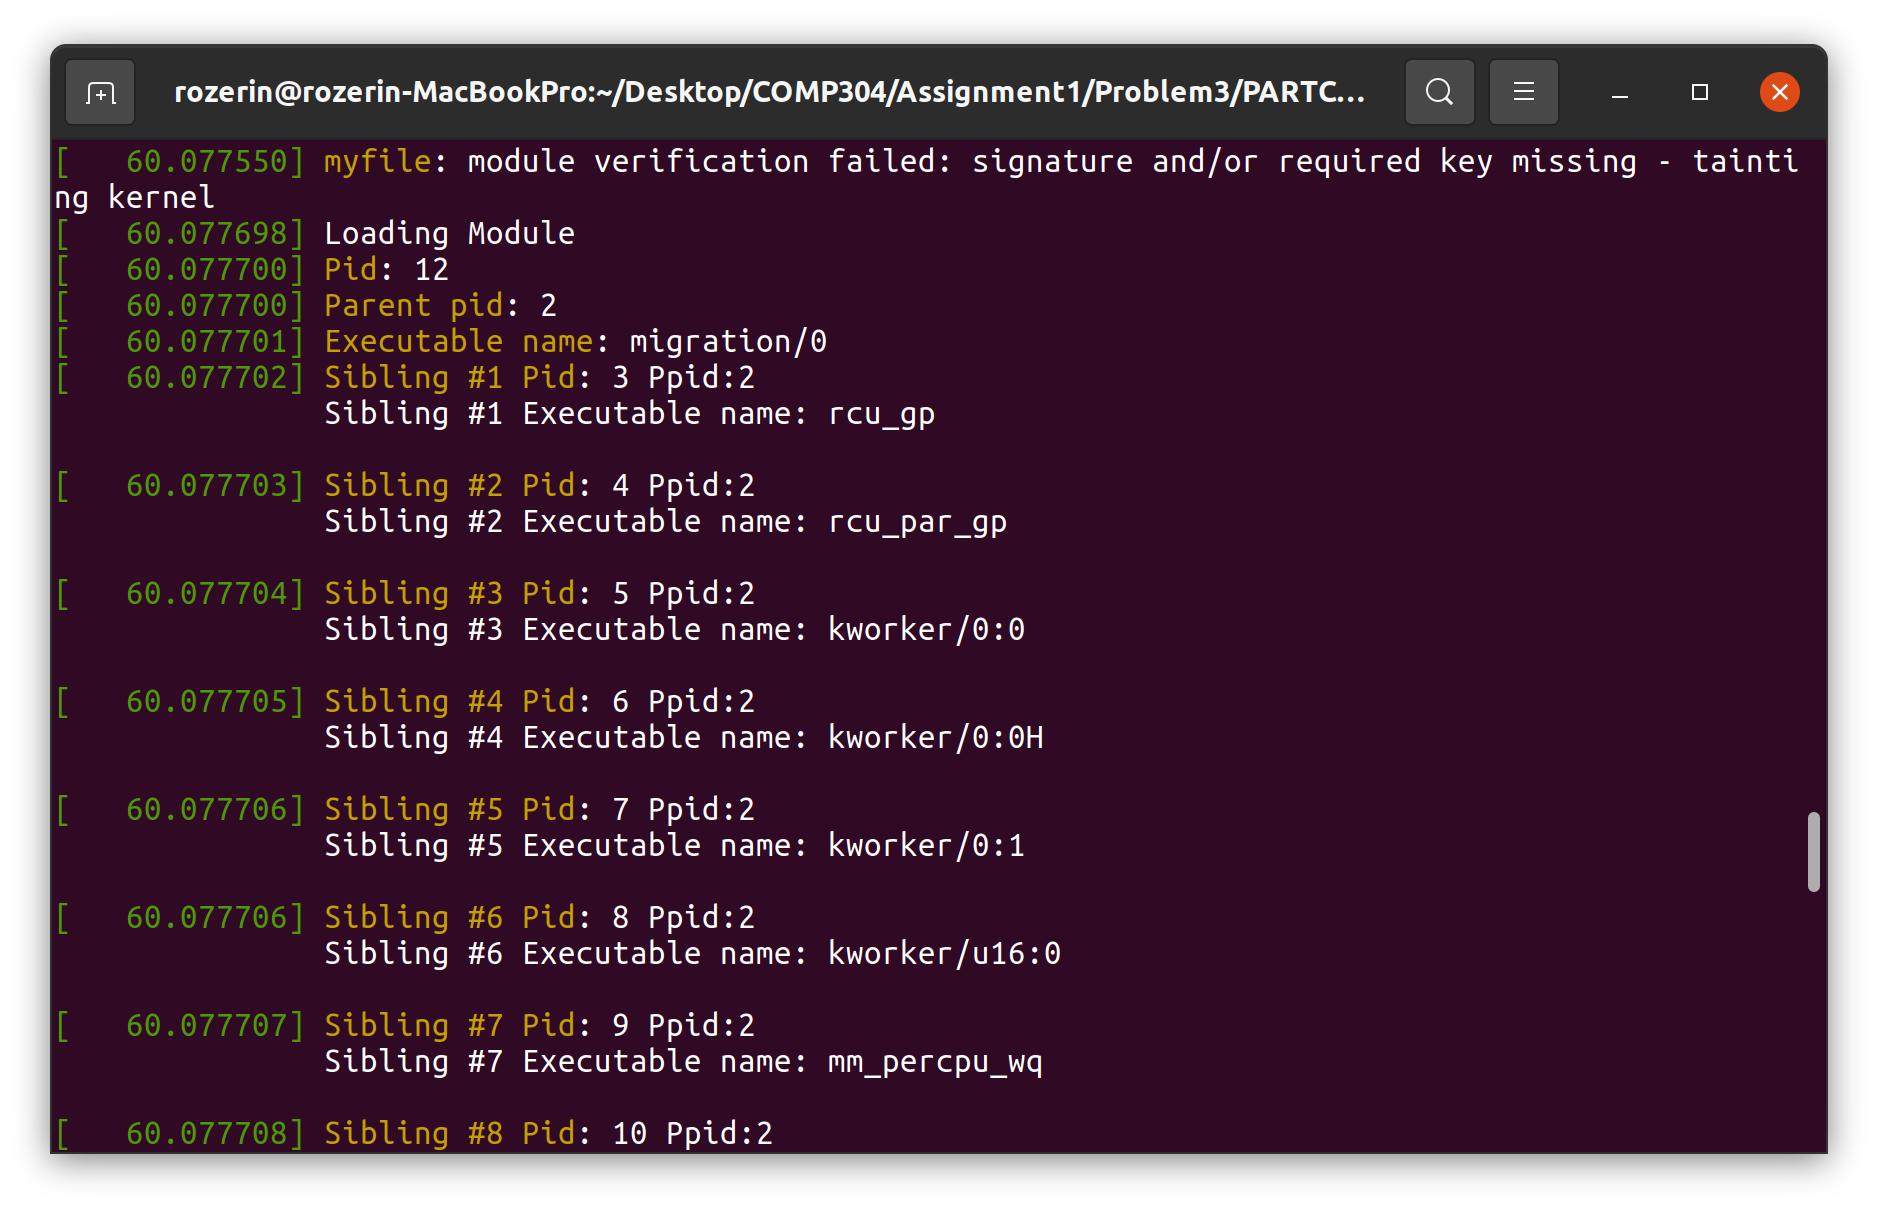 rozerin@rozerin-MacBookPro:~/Desktop/COMP304/Assignment1/Problem3/PARTC...
[   60.077550] myfile: module verification failed: signature and/or required key missing - tainti
ng kernel
[   60.077698] Loading Module
[   60.077700] Pid: 12
[   60.077700] Parent pid: 2
[   60.077701] Executable name: migration/0
[   60.077702] Sibling #1 Pid: 3 Ppid:2
               Sibling #1 Executable name: rcu_gp
[   60.077703] Sibling #2 Pid: 4 Ppid:2
               Sibling #2 Executable name: rcu_par_gp
[   60.077704] Sibling #3 Pid: 5 Ppid:2
               Sibling #3 Executable name: kworker/0:0
[   60.077705] Sibling #4 Pid: 6 Ppid:2
               Sibling #4 Executable name: kworker/0:0H
[   60.077706] Sibling #5 Pid: 7 Ppid:2
               Sibling #5 Executable name: kworker/0:1
[   60.077706] Sibling #6 Pid: 8 Ppid:2
               Sibling #6 Executable name: kworker/u16:0
[   60.077707] Sibling #7 Pid: 9 Ppid:2
               Sibling #7 Executable name: mm_percpu_wq
[   60.077708] Sibling #8 Pid: 10 Ppid:2